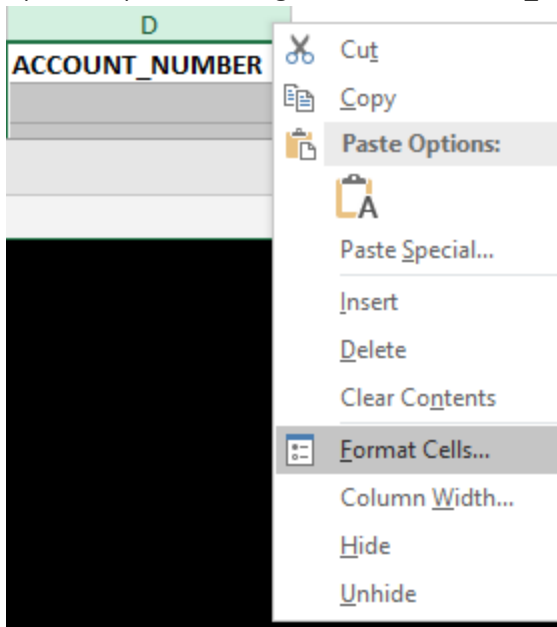 D
ACCOUNT_NUMBER
Cut
Copy
Paste Options:
A
Paste Special...
Insert
Delete
Clear Contents
Format Cells...
Column Width...
Hide
Unhide